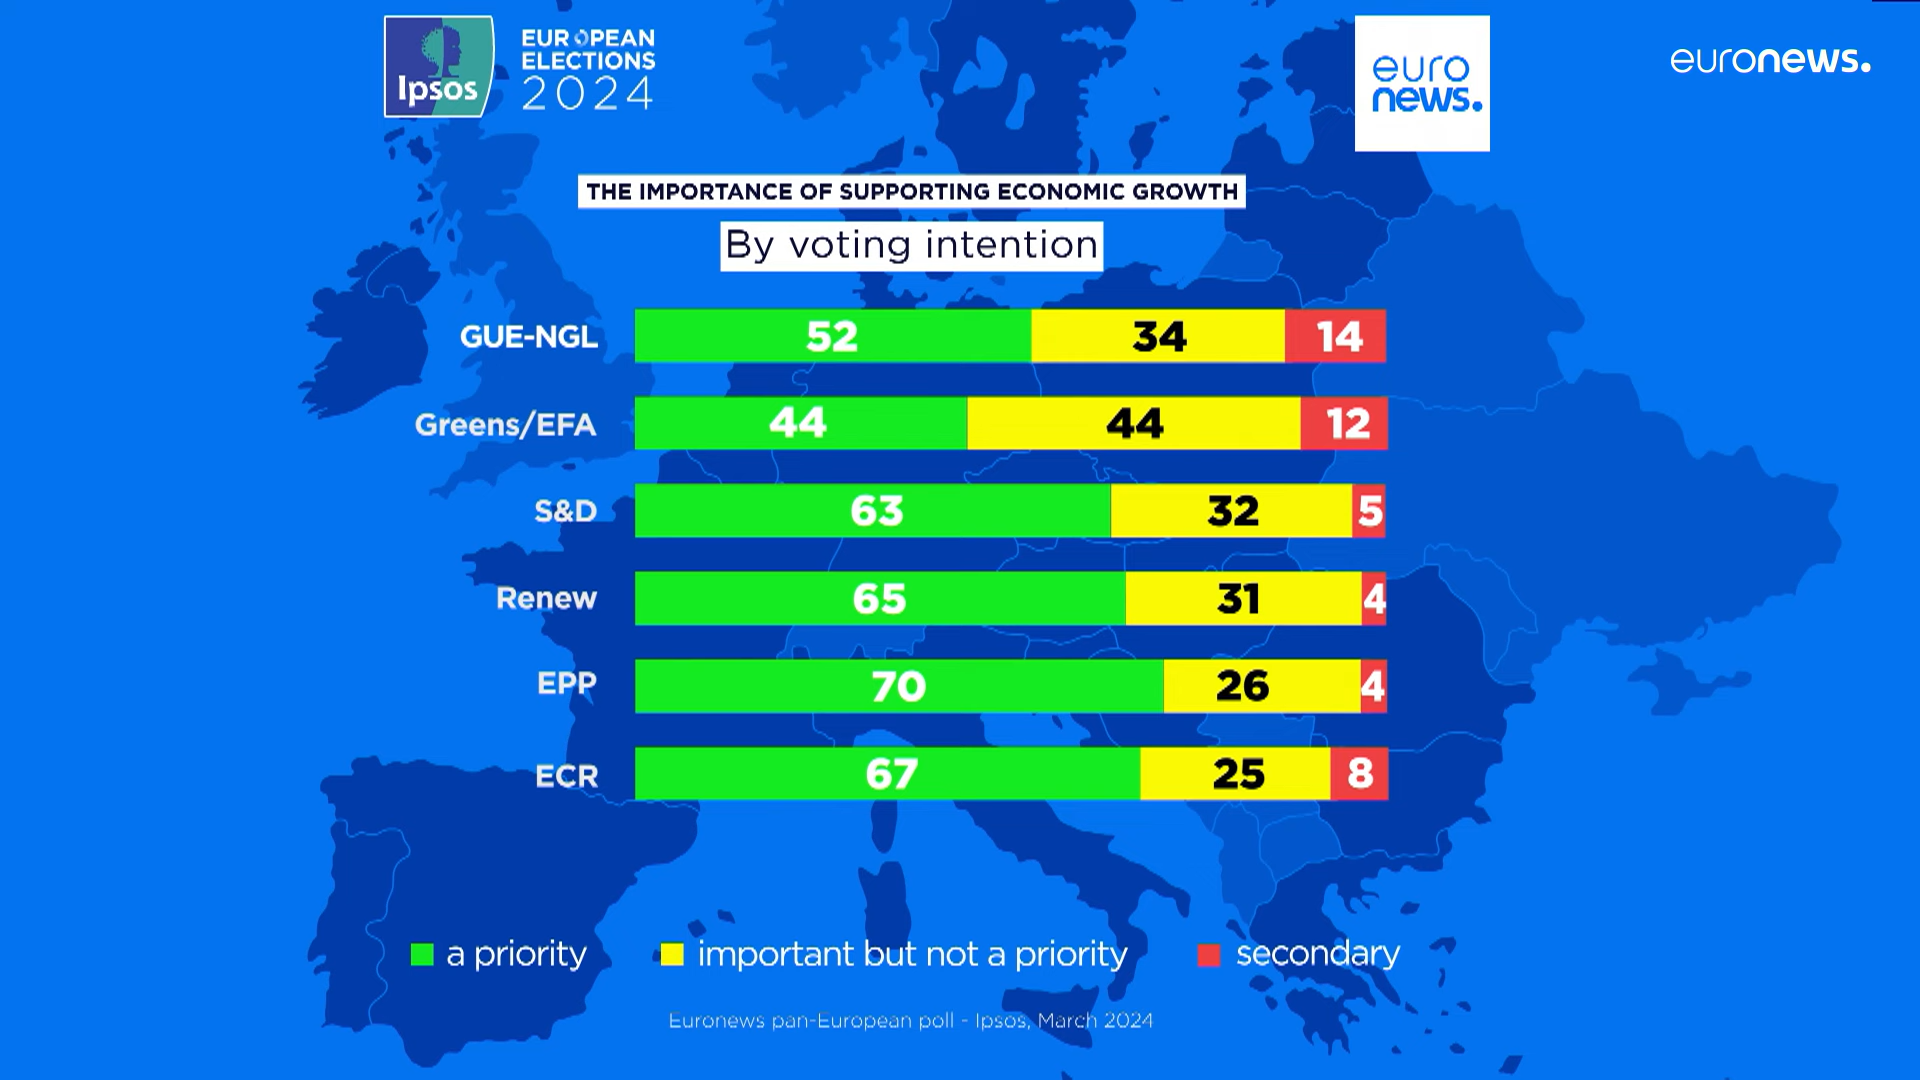 Ipsos
EUROPEAN
ELECTIONS
2024
euro
news.
euronews.
THE IMPORTANCE OF SUPPORTING ECONOMIC GROWTH
By voting intention
GUE-NGL 52 34 14
Greens/EFA 44 44 12
S&D 63 32 5
Renew 65 31 4
EPP 70 26 4
ECR 67 25 8
a priority important but not a priority secondary
Euronews pan-European poll - Ipsos, March 2024